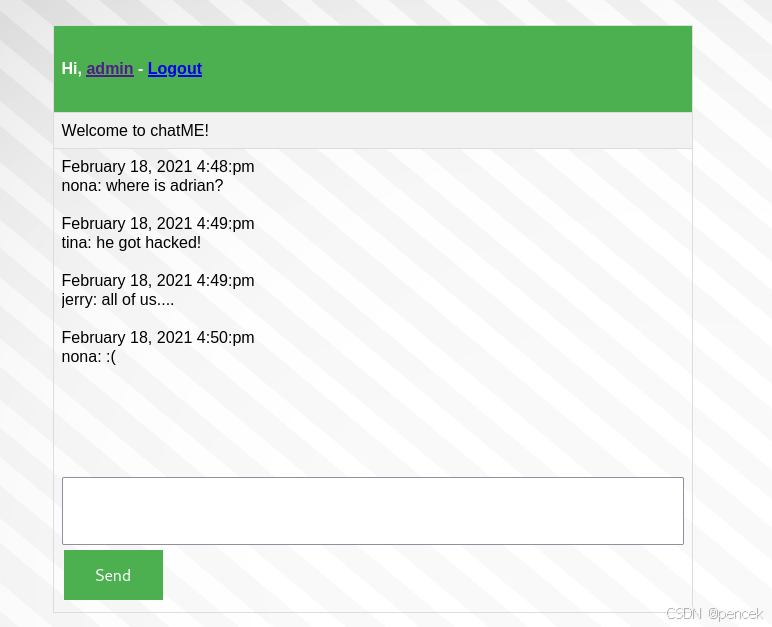 Hi, admin - Logout
Welcome to chatME!
February 18, 2021 4:48:pm
nona: where is adrian?
February 18, 2021 4:49:pm
tina: he got hacked!
February 18, 2021 4:49:pm
jerry: all of us....
February 18, 2021 4:50:pm
nona: :(
Send
CSDN @pencek